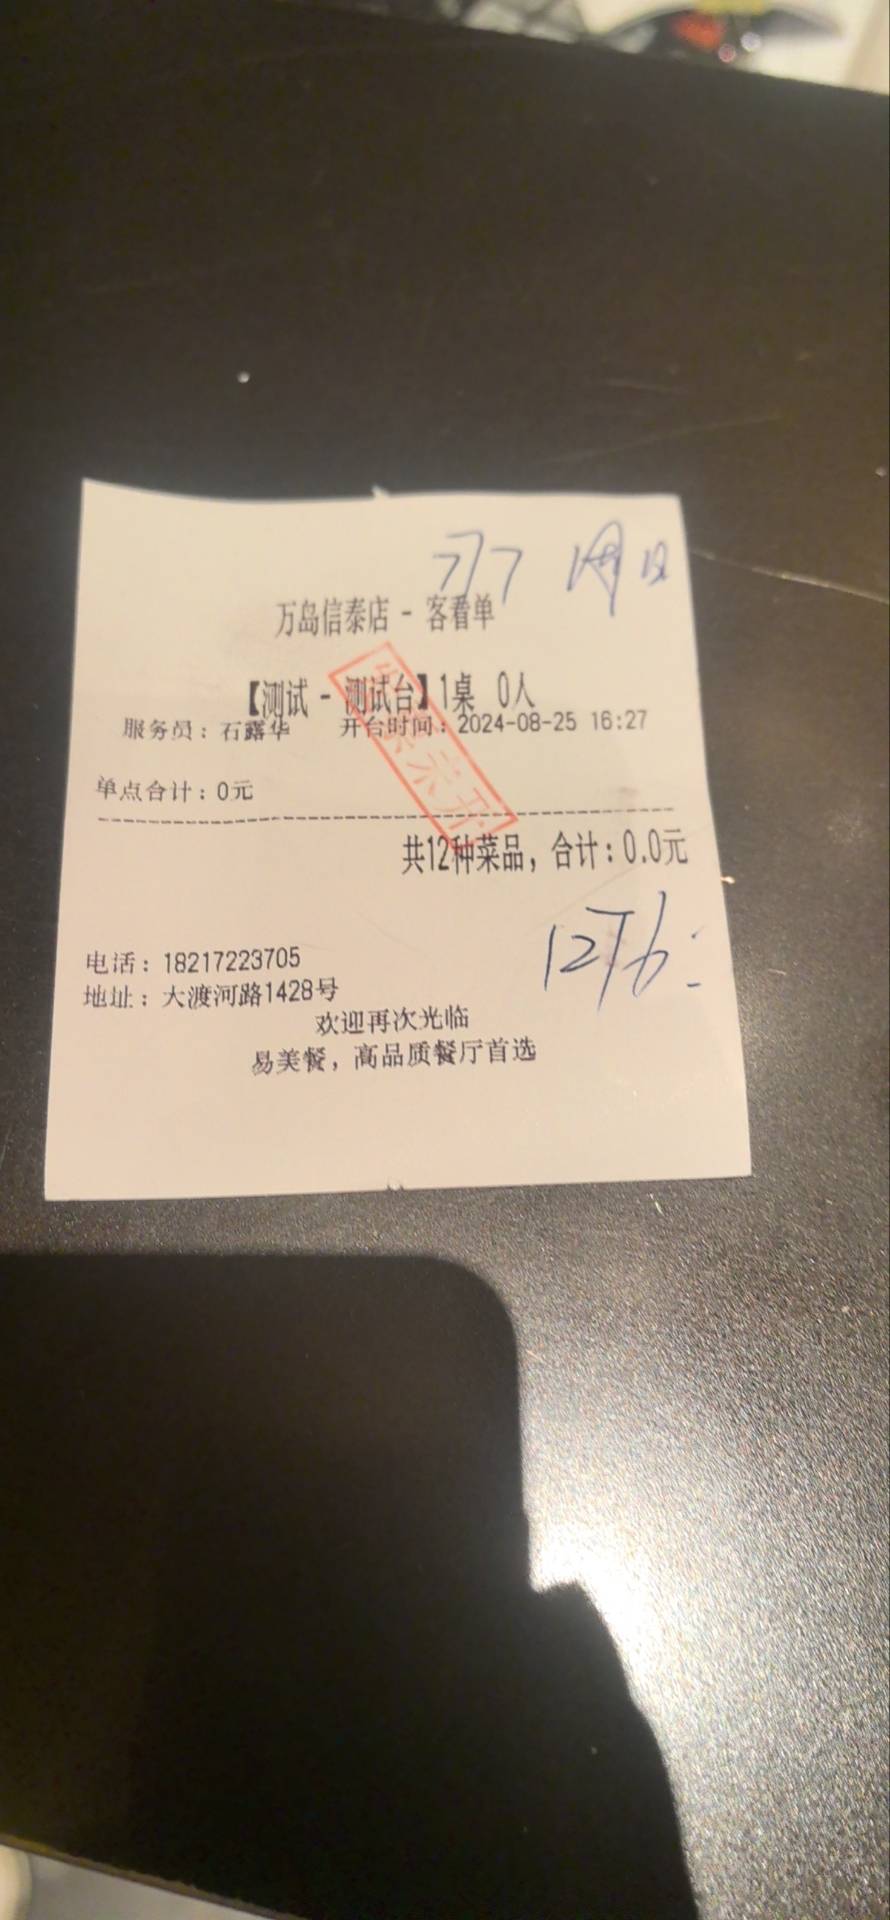 7/7 周日
万岛信泰店 - 客看单
【测试 - 测试台】1桌 0人
服务员：石露华 开台时间：2024-08-25 16:27
单点合计：0元
共12种菜品，合计：0.0元
电话：18217223705
地址：大渡河路1428号
欢迎再次光临
易美餐，高品质餐厅首选